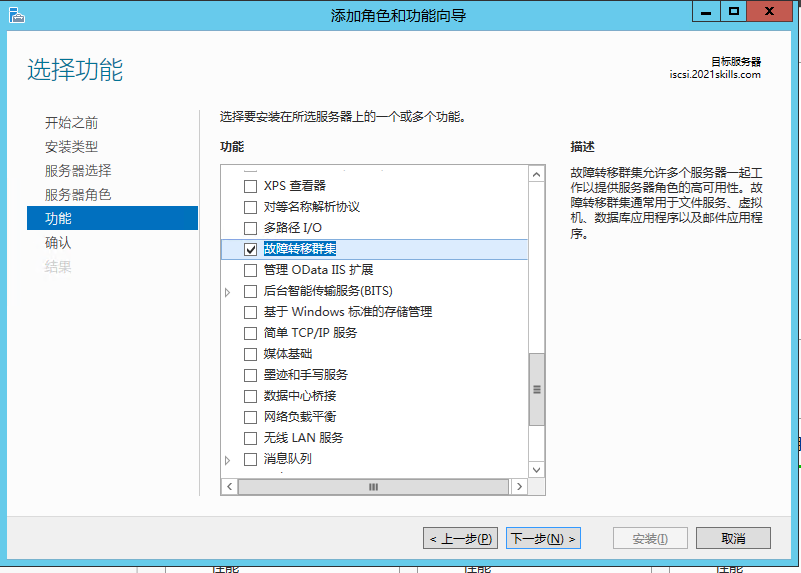 添加角色和功能向导
选择功能
目标服务器
iscsi.2021skills.com
开始之前
安装类型
服务器选择
服务器角色
功能
确认
结果
选择要安装在所选服务器上的一个或多个功能。
功能
XPS 查看器
对等名称解析协议
多路径 I/O
故障转移群集
管理 OData IIS 扩展
后台智能传输服务(BITS)
基于 Windows 标准的存储管理
简单 TCP/IP 服务
媒体基础
墨迹和手写服务
数据中心桥接
网络负载平衡
无线 LAN 服务
消息队列
描述
故障转移群集允许多个服务器一起工
作以提供服务器角色的高可用性。故
障转移群集通常用于文件服务、虚拟
机、数据库应用程序以及邮件应用程
序。
< 上一步(P)
下一步(N) >
安装(I)
取消
性能
性能
性能